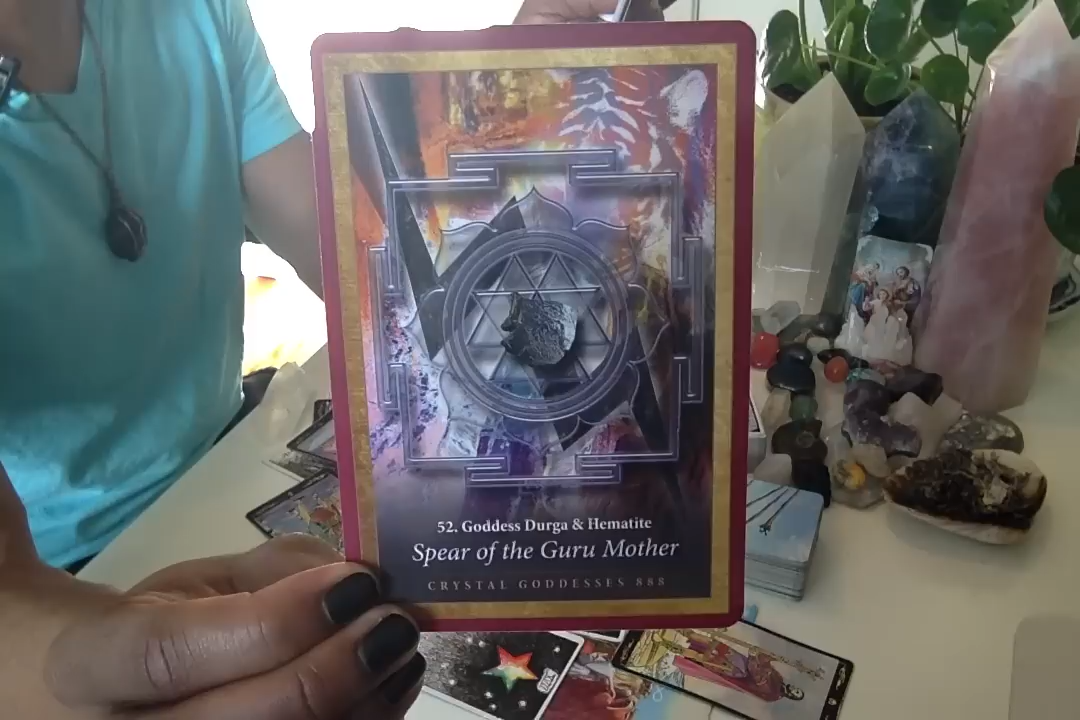 52. Goddess Durga & Hematite
Spear of the Guru Mother
CRYSTAL GODDESSES 888